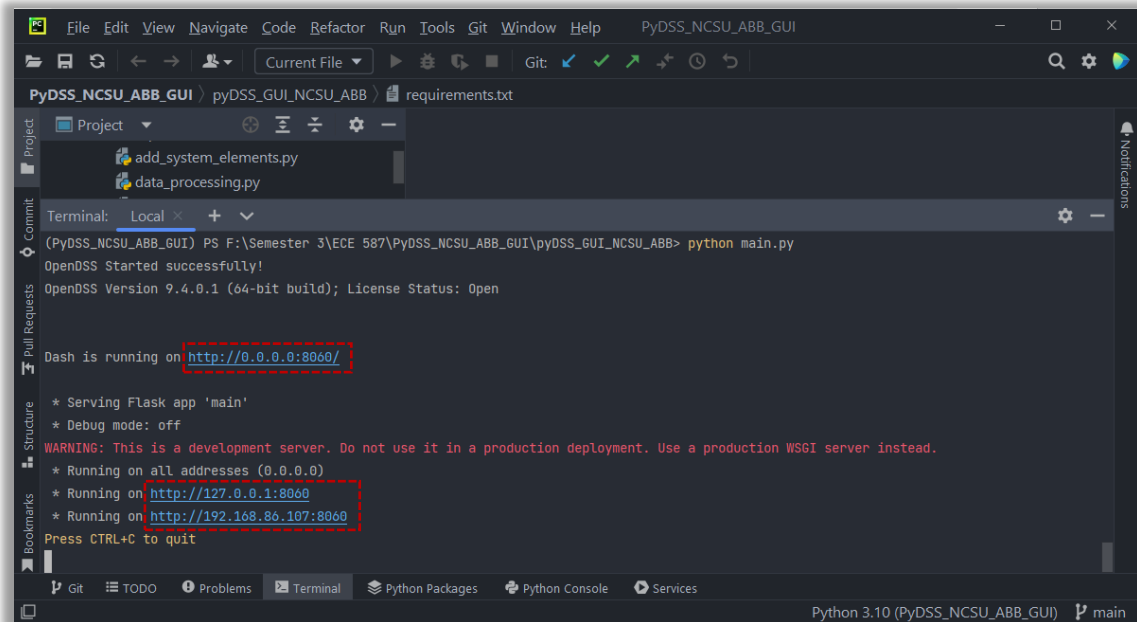 PC File Edit View Navigate Code Refactor Run Tools Git Window Help PyDSS_NCSU_ABB_GUI
Current File Git:
PyDSS_NCSU_ABB_GUI pyDSS_GUI_NCSU_ABB requirements.txt
Project
Project
add_system_elements.py
data_processing.py
Notifications
Commit
Terminal: Local
(PyDSS_NCSU_ABB_GUI) PS F:\Semester 3\ECE 587\PyDSS_NCSU_ABB_GUI\pyDSS_GUI_NCSU_ABB> python main.py
OpenDSS Started successfully!
OpenDSS Version 9.4.0.1 (64-bit build); License Status: Open
Pull Requests
Dash is running on http://0.0.0.0:8060/
Structure
* Serving Flask app 'main'
* Debug mode: off
WARNING: This is a development server. Do not use it in a production deployment. Use a production WSGI server instead.
* Running on all addresses (0.0.0.0)
* Running on http://127.0.0.1:8060
* Running on http://192.168.86.107:8060
Bookmarks
Press CTRL+C to quit
Git TODO Problems Terminal Python Packages Python Console Services
Python 3.10 (PyDSS_NCSU_ABB_GUI) main